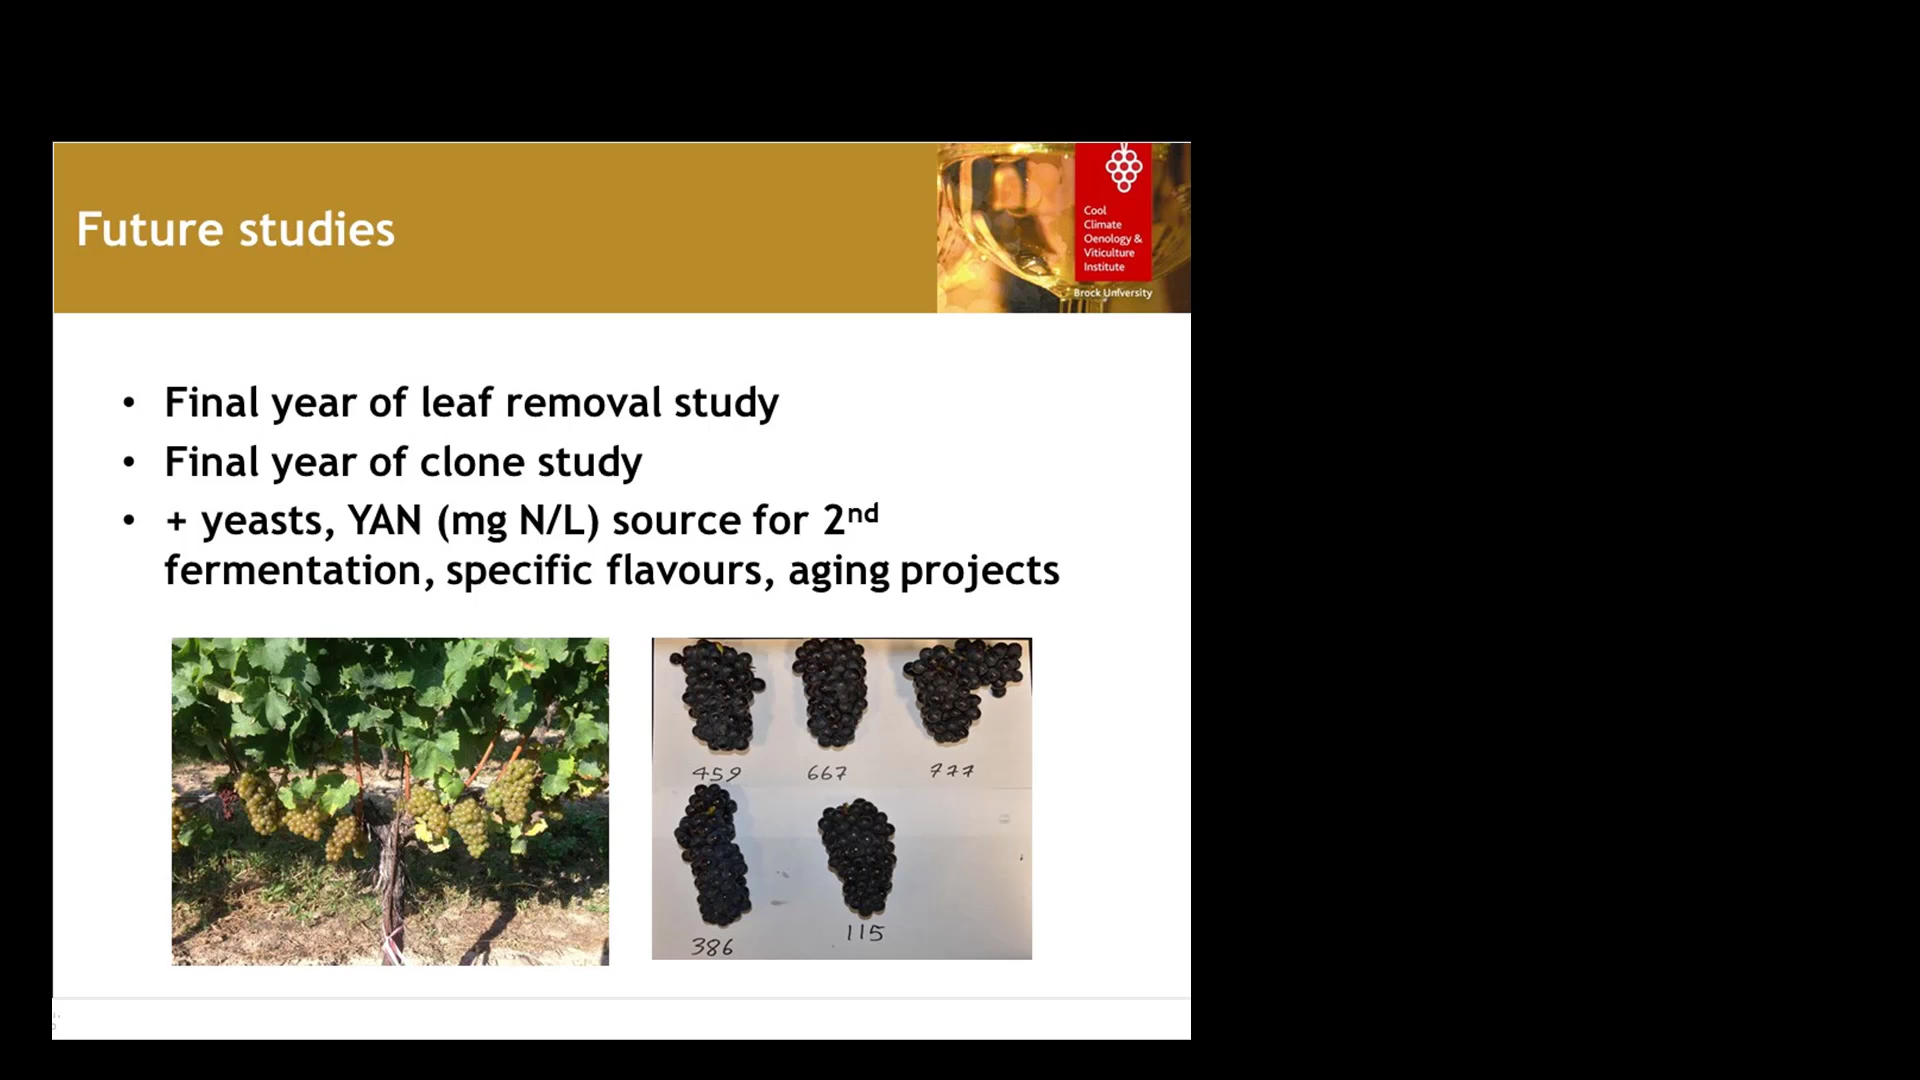 Future studies
Cool
Climate
Oenology &
Viticulture
Institute
Brock University
• Final year of leaf removal study
• Final year of clone study
• + yeasts, YAN (mg N/L) source for 2nd
fermentation, specific flavours, aging projects
459 667 777
386 115